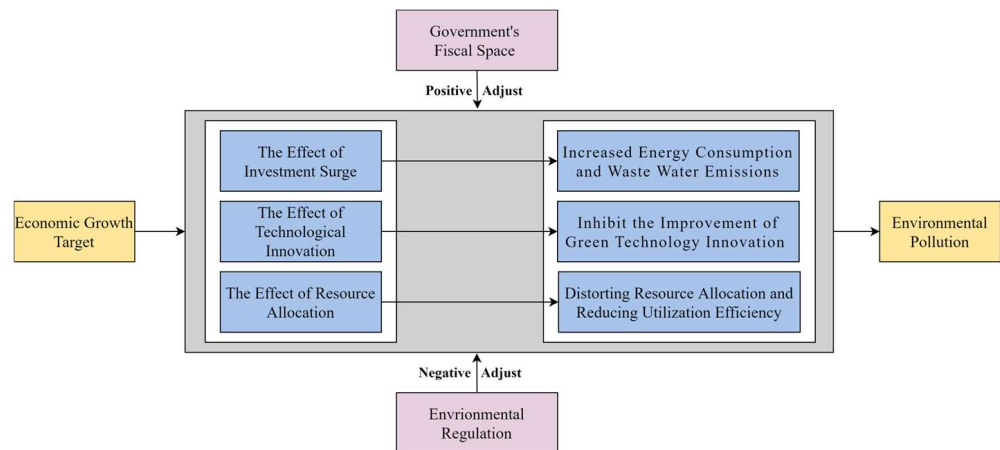 Government's
Fiscal Space
Positive Adjust
The Effect of
Investment Surge
Increased Energy Consumption
and Waste Water Emissions
Economic Growth
Target
The Effect of
Technological
Innovation
Inhibit the Improvement of
Green Technology Innovation
Environmental
Pollution
The Effect of Resource
Allocation
Distorting Resource Allocation and
Reducing Utilization Efficiency
Negative Adjust
Envrionmental
Regulation